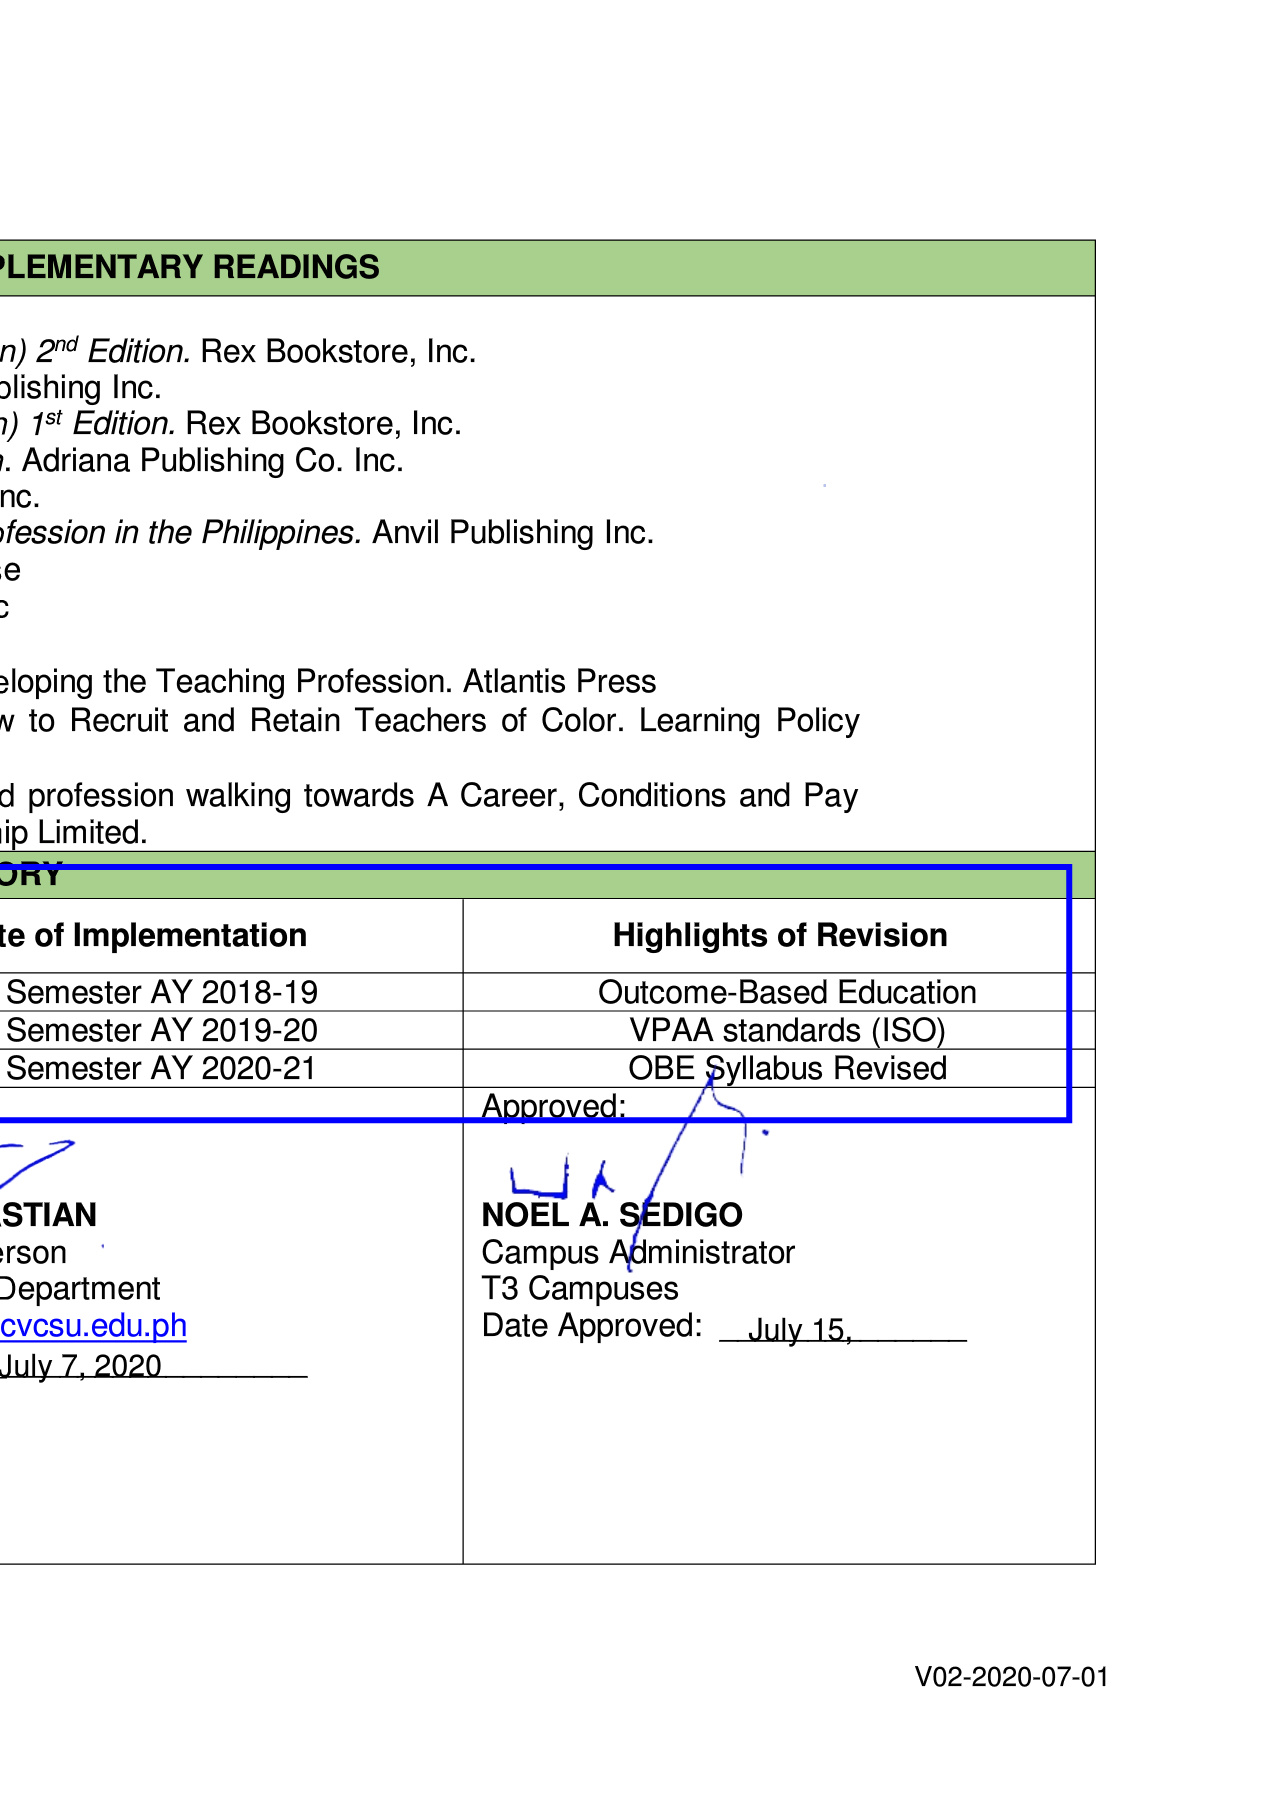 PLEMENTARY READINGS
n) 2nd Edition. Rex Bookstore, Inc.
blishing Inc.
n) 1st Edition. Rex Bookstore, Inc.
n. Adriana Publishing Co. Inc.
nc.
ofession in the Philippines. Anvil Publishing Inc.
se
c
eloping the Teaching Profession. Atlantis Press
w to Recruit and Retain Teachers of Color. Learning Policy
d profession walking towards A Career, Conditions and Pay
hip Limited.
ORY
te of Implementation Highlights of Revision
Semester AY 2018-19 Outcome-Based Education
Semester AY 2019-20 VPAA standards (ISO)
Semester AY 2020-21 OBE Syllabus Revised
Approved:
ASTIAN
erson
Department
cvcsu.edu.ph
July 7, 2020
NOEL A. SEDIGO
Campus Administrator
T3 Campuses
Date Approved: July 15,
V02-2020-07-01